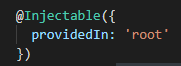 @Injectable({
  providedIn: 'root'
})